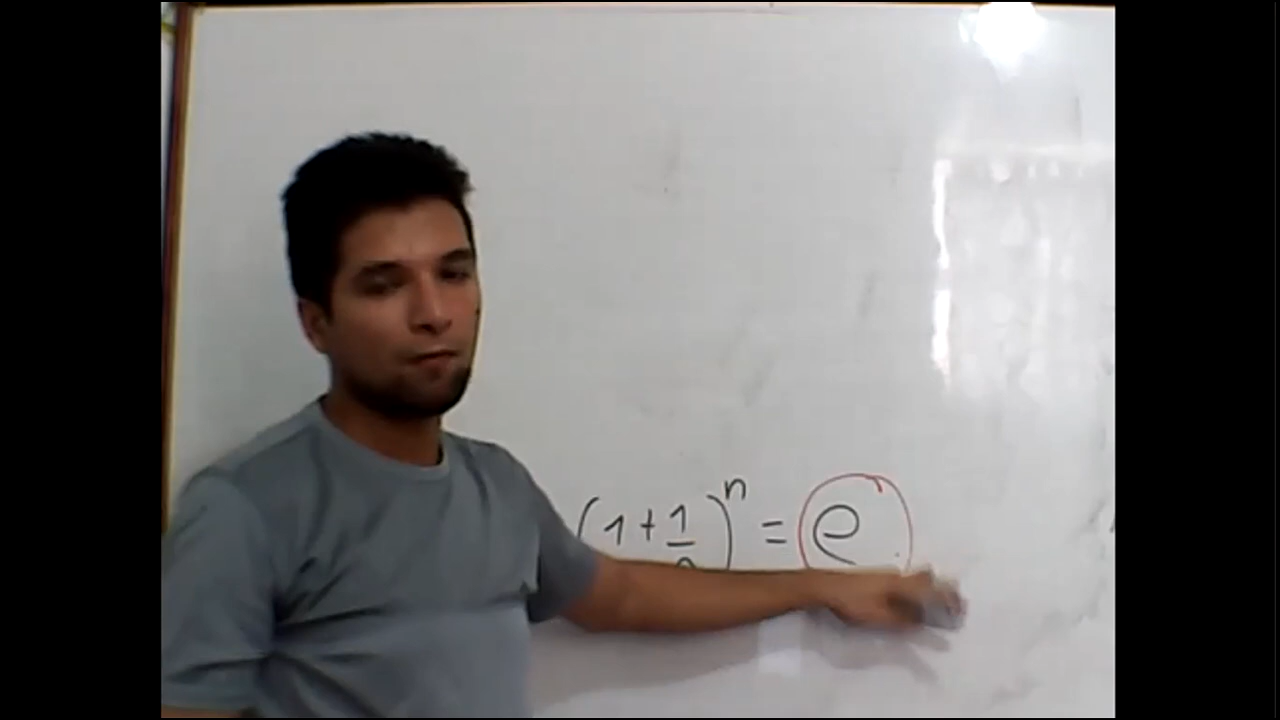 (1 + 1/n)^n = e